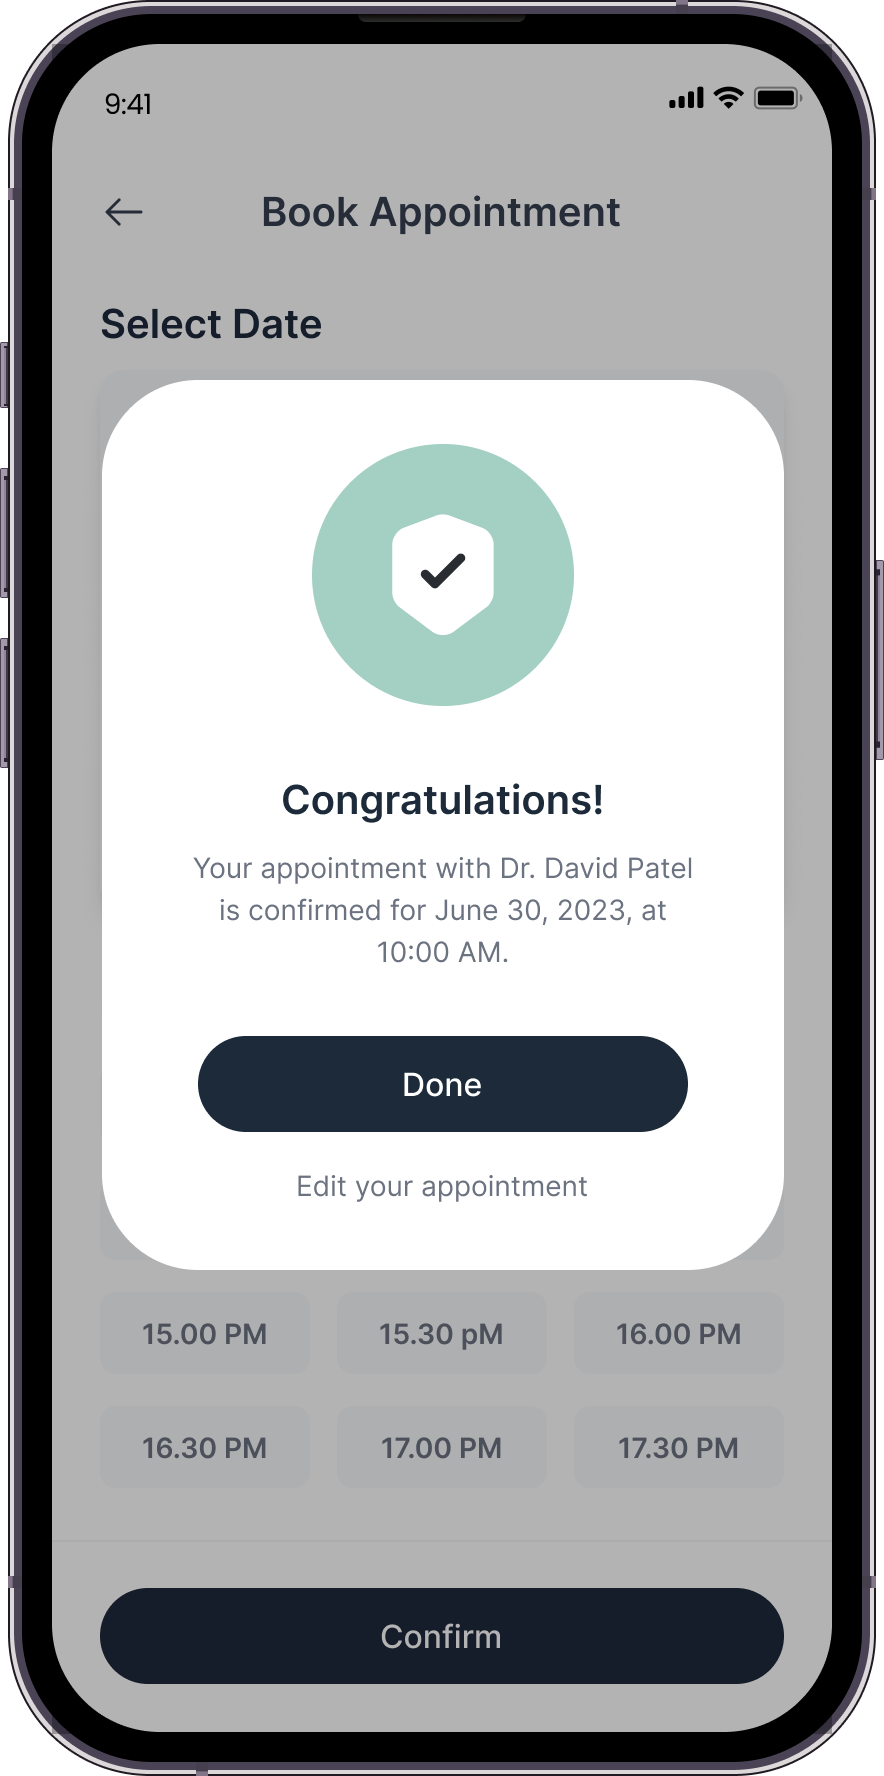 9:41
Book Appointment
Select Date
Congratulations!
Your appointment with Dr. David Patel
is confirmed for June 30, 2023, at
10:00 AM.
Done
Edit your appointment
15.00 PM 15.30 pM 16.00 PM
16.30 PM 17.00 PM 17.30 PM
Confirm